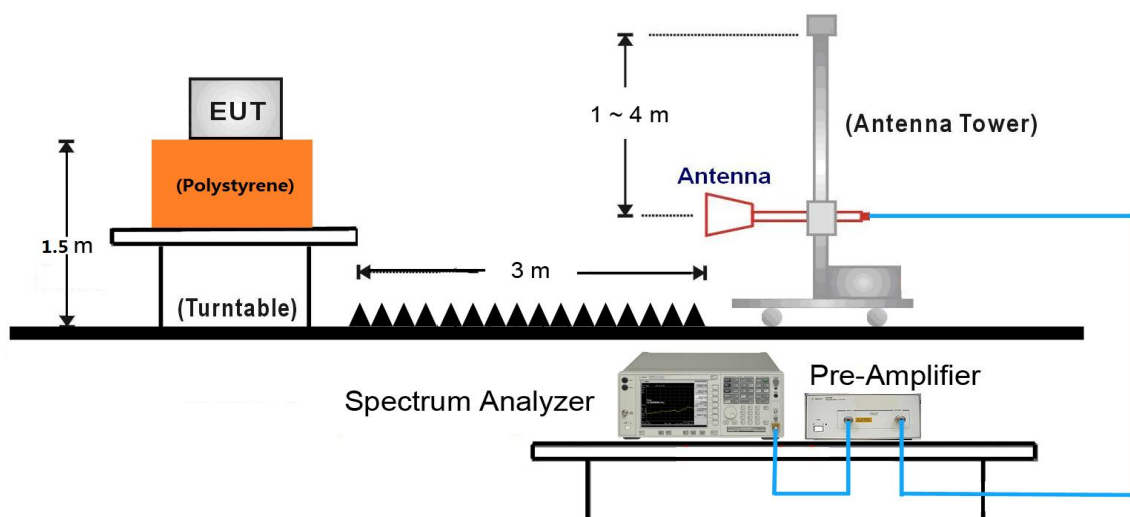 EUT
(Polystyrene)
1.5 m
(Turntable)
3 m
1 ~ 4 m
Antenna
(Antenna Tower)
Spectrum Analyzer
Pre-Amplifier